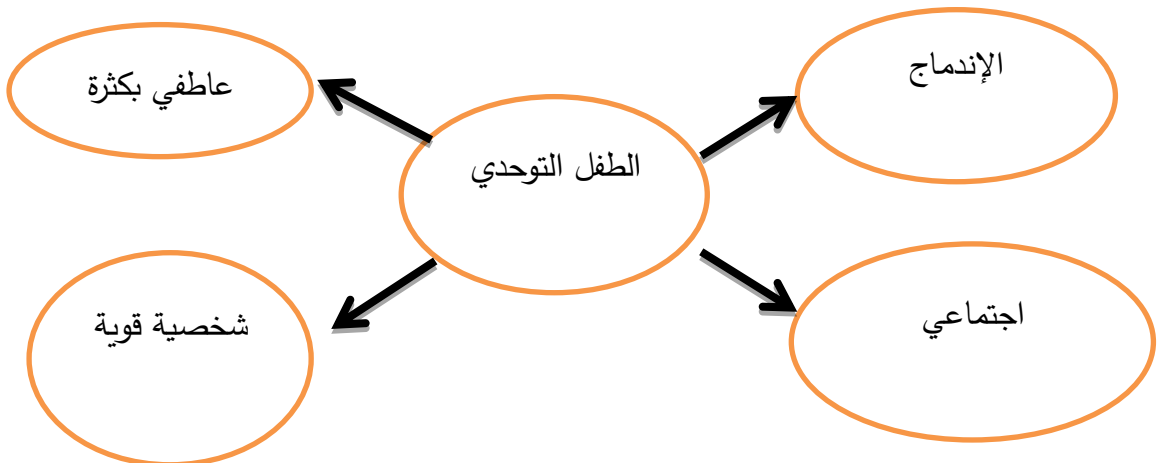 الإندماج
عاطفي بكثرة
الطفل التوحدي
اجتماعي
شخصية قوية